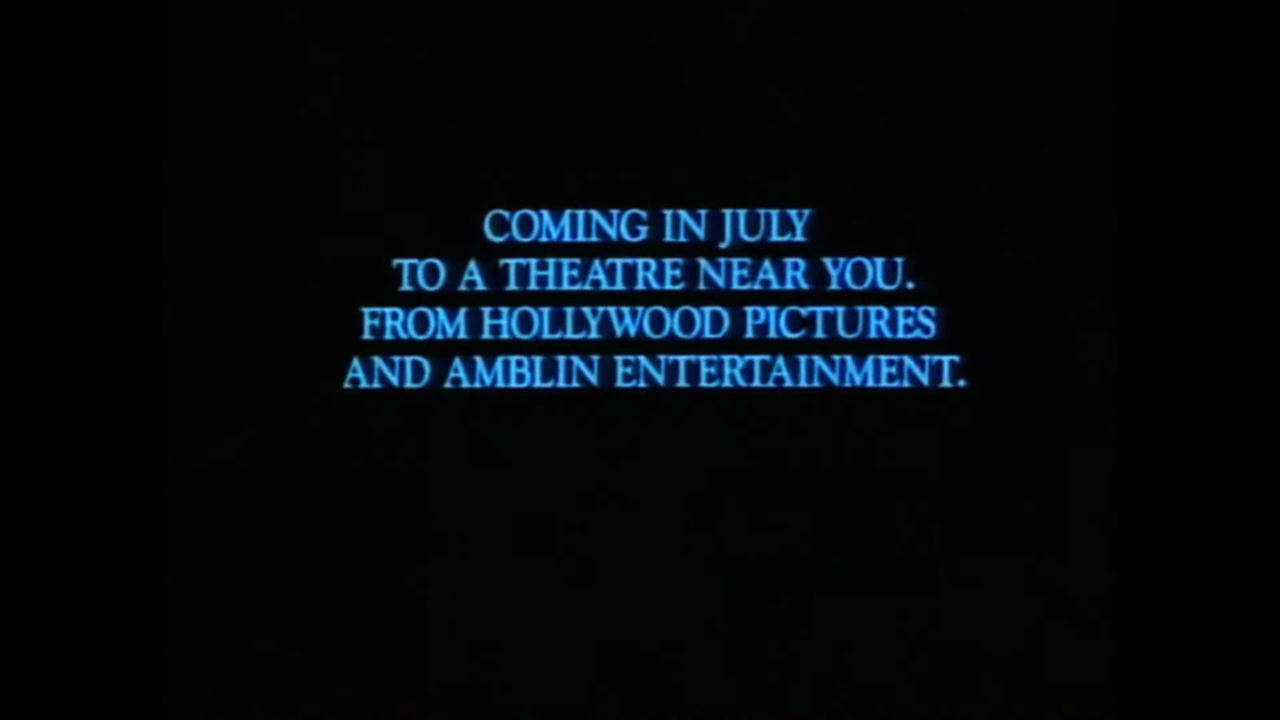 COMING IN JULY
TO A THEATRE NEAR YOU.
FROM HOLLYWOOD PICTURES
AND AMBLIN ENTERTAINMENT.